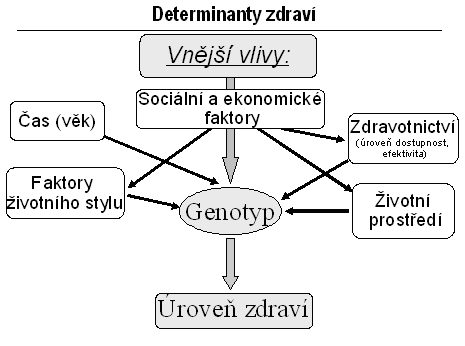 Determinanty zdraví
Vnější vlivy:
Sociální a ekonomické
faktory
Čas (věk)
Zdravotnictví
(úroveň dostupnost,
efektivita)
Faktory
životního stylu
Genotyp
Životní
prostředí
Úroveň zdraví